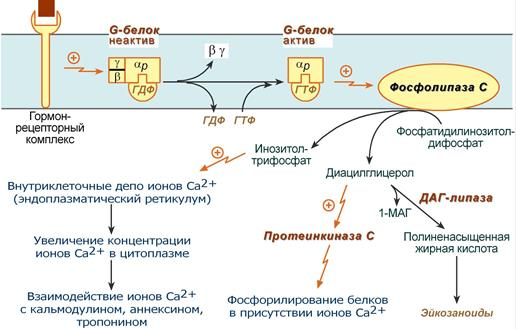 G-белок
неактив
G-белок
актив
β γ
γ
β
αp
ГДФ
αp
ГТФ
Фосфолипаза С
ГДФ
ГТФ
Гормон-
рецепторный
комплекс
Фосфатидилинозитол-
дифосфат
Инозитол-
трифосфат
Диацилглицерол
Внутриклеточные депо ионов Ca2+
(эндоплазматический ретикулум)
ДАГ-липаза
1-МАГ
Протеинкиназа С
Полиненасыщенная
жирная кислота
Увеличение концентрации
ионов Ca2+ в цитоплазме
Взаимодействие ионов Ca2+
с кальмодулином, аннексином,
тропонином
Фосфорилирование белков
в присутствии ионов Ca2+
Эйкозаноиды